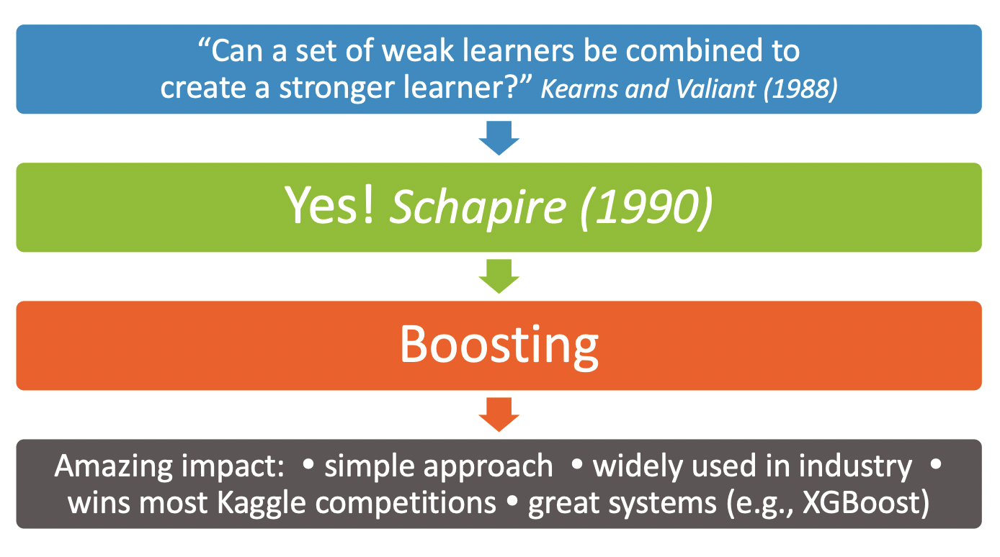 “Can a set of weak learners be combined to
create a stronger learner?” Kearns and Valiant (1988)
Yes! Schapire (1990)
Boosting
Amazing impact: • simple approach • widely used in industry •
wins most Kaggle competitions • great systems (e.g., XGBoost)